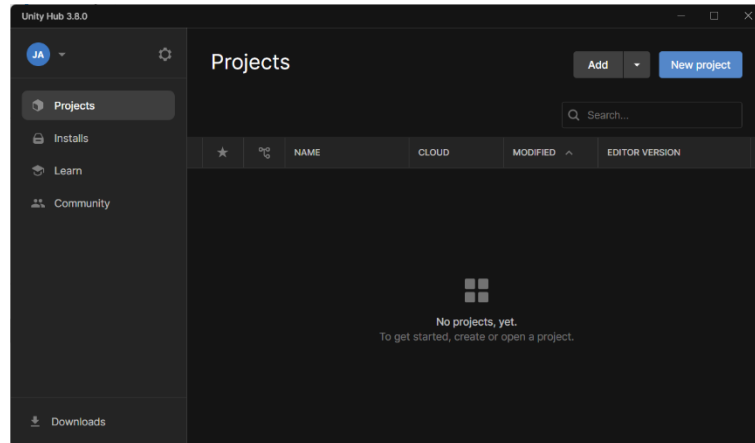 Unity Hub 3.8.0
JA
Projects
Installs
Learn
Community
Downloads
Projects
Add
New project
Search...
NAME CLOUD MODIFIED EDITOR VERSION
No projects, yet.
To get started, create or open a project.